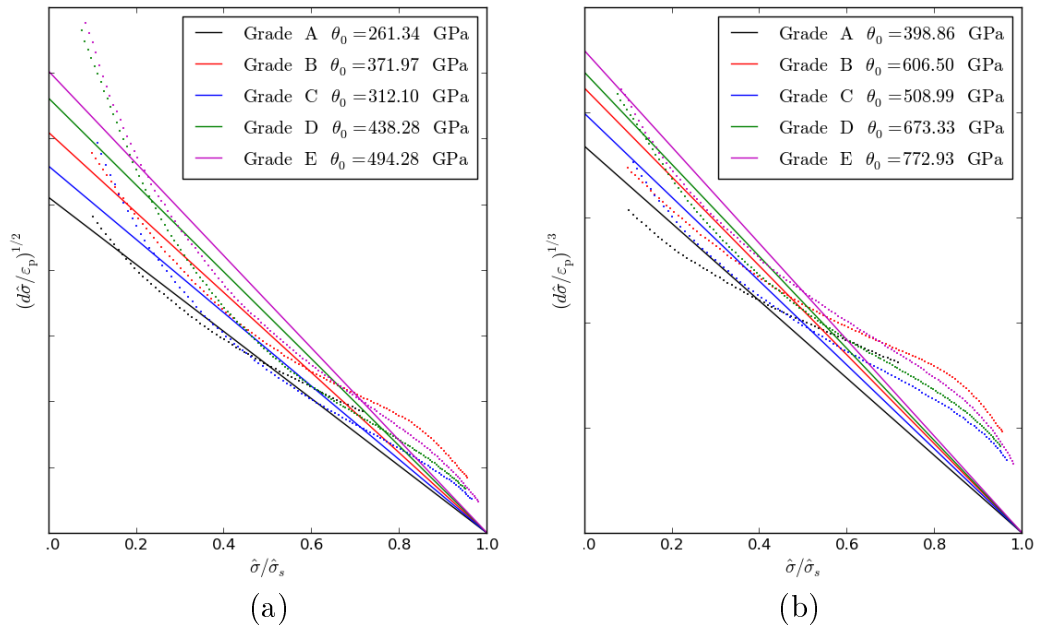 Grade A θ₀ =261.34 GPa
Grade B θ₀ =371.97 GPa
Grade C θ₀ =312.10 GPa
Grade D θ₀ =438.28 GPa
Grade E θ₀ =494.28 GPa
(dσ̂/ε_p)^{1/2}
.0 0.2 0.4 0.6 0.8 1.0
σ̂/σ̂_s
(a)
Grade A θ₀ =398.86 GPa
Grade B θ₀ =606.50 GPa
Grade C θ₀ =508.99 GPa
Grade D θ₀ =673.33 GPa
Grade E θ₀ =772.93 GPa
(dσ̂/ε_p)^{1/3}
.0 0.2 0.4 0.6 0.8 1.0
σ̂/σ̂_s
(b)